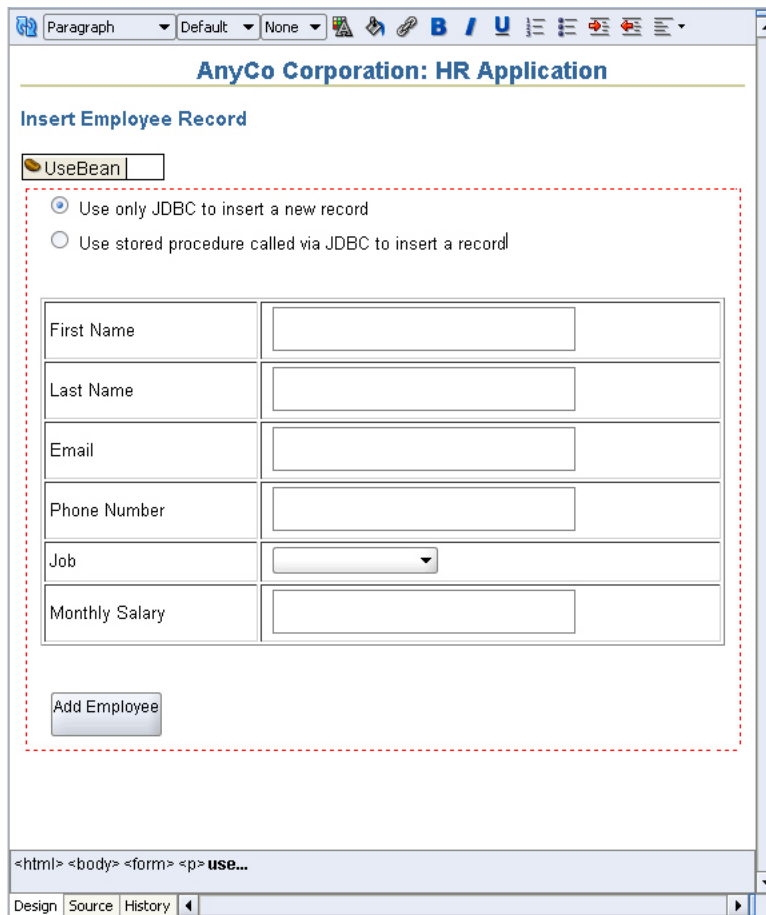 Paragraph Default None B I U
AnyCo Corporation: HR Application
Insert Employee Record
UseBean
Use only JDBC to insert a new record
Use stored procedure called via JDBC to insert a record
First Name
Last Name
Email
Phone Number
Job
Monthly Salary
Add Employee
<html> <body> <form> <p> use...
Design Source History